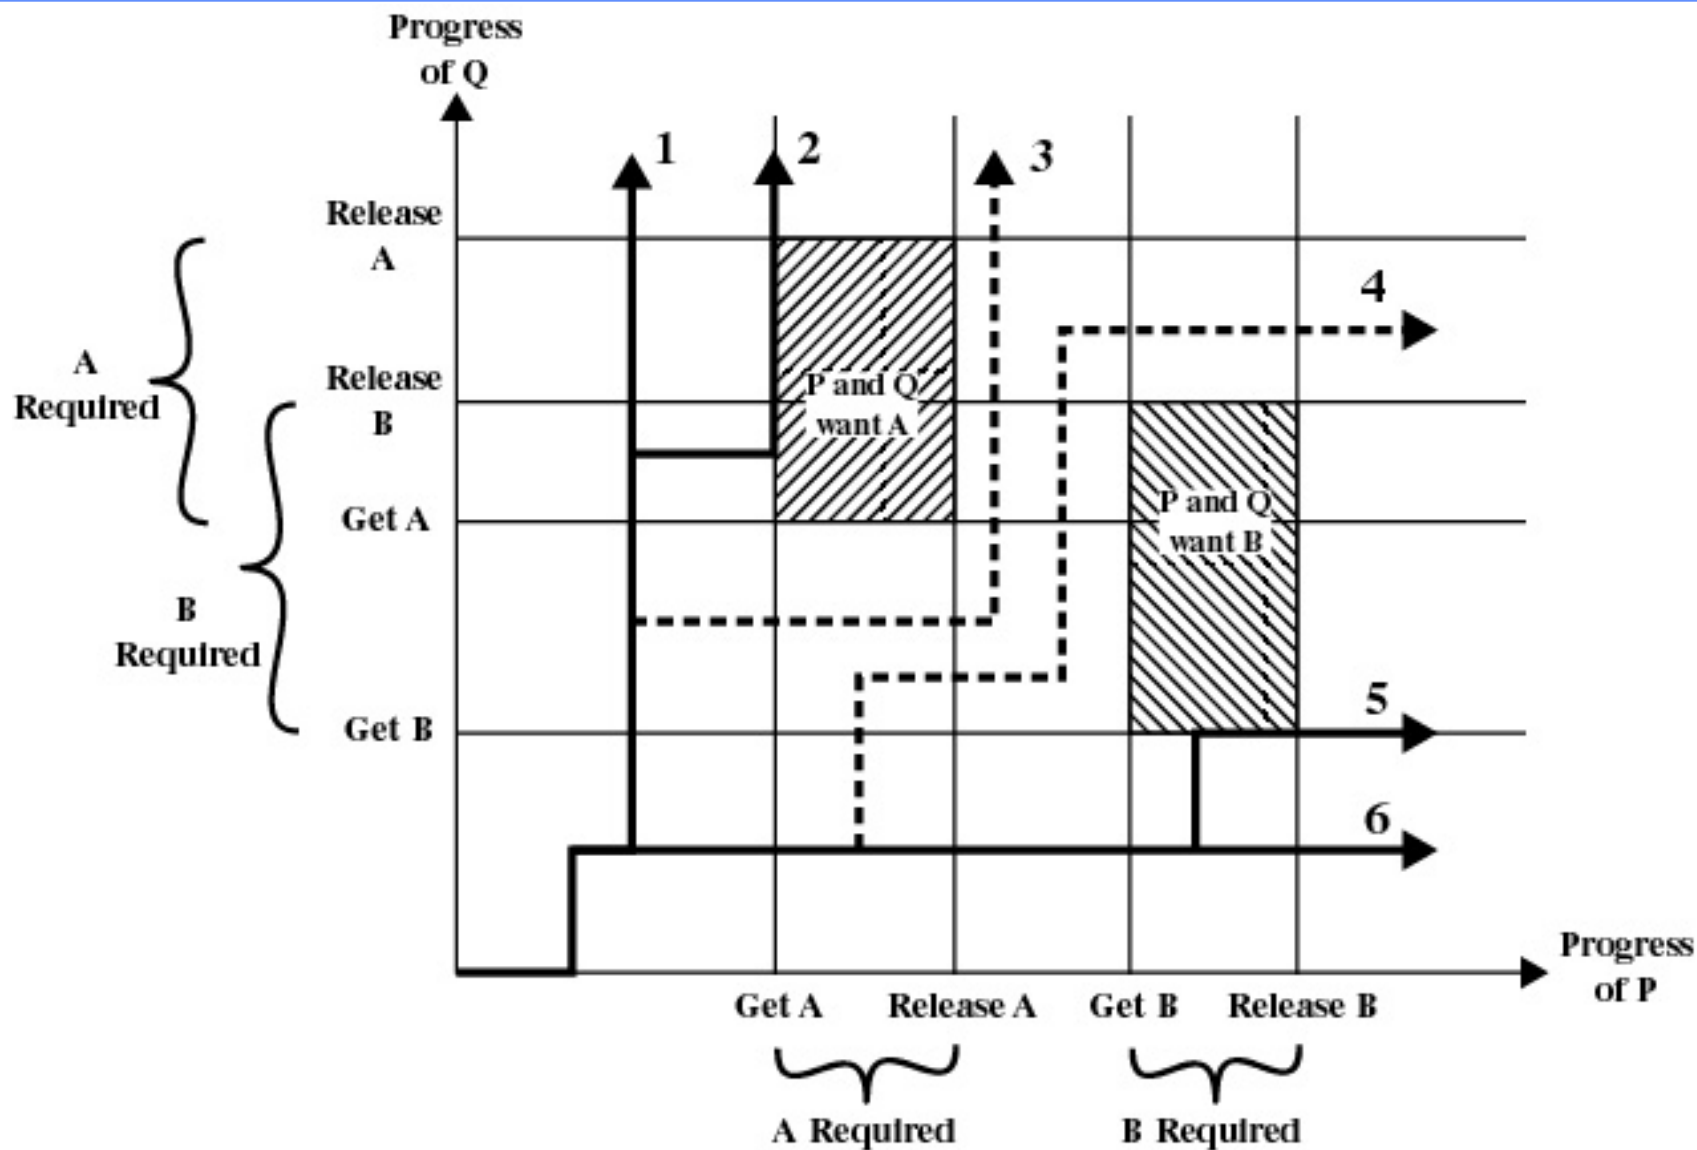 Progress
of Q
1
2
3
Release
A
4
A
Required
Release
B
P and Q
want A
Get A
P and Q
want B
B
Required
5
Get B
6
Progress
of P
Get A
Release A
Get B
Release B
A Required
B Required